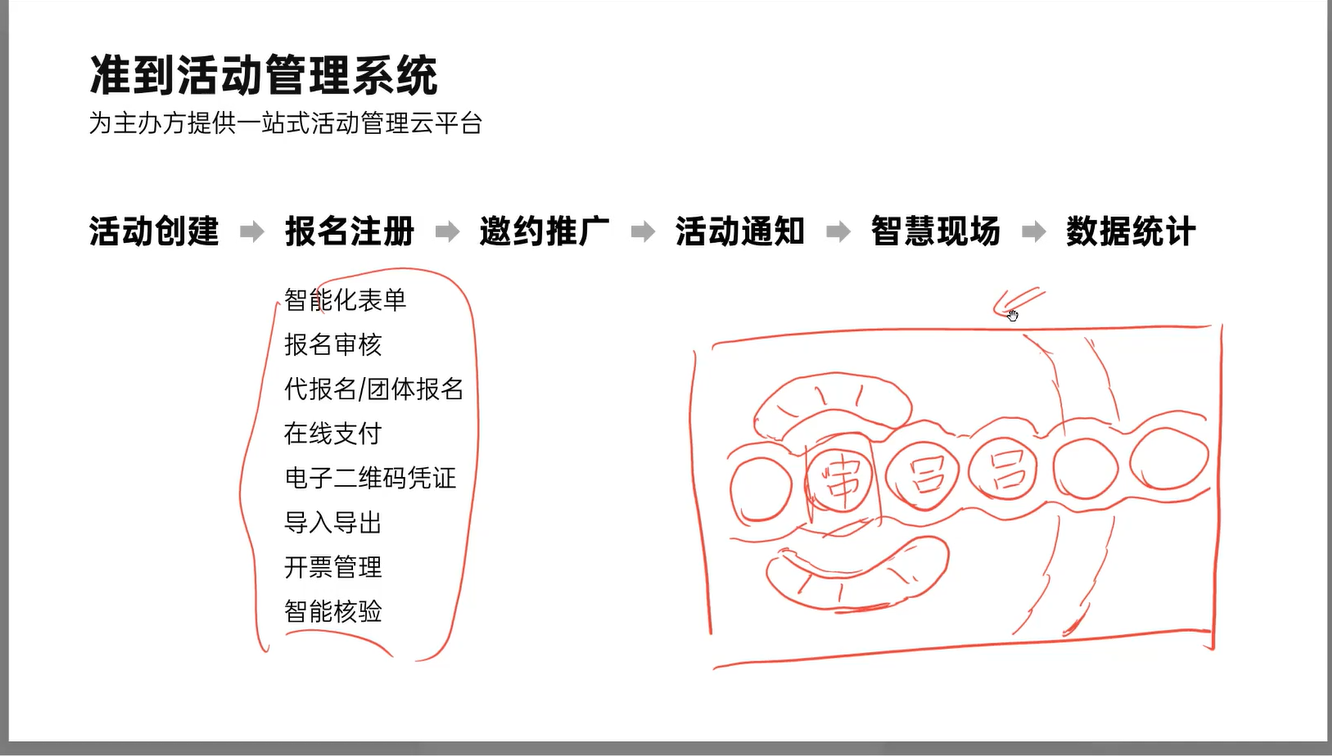 准到活动管理系统
为主办方提供一站式活动管理云平台
活动创建 报名注册 邀约推广 活动通知 智慧现场 数据统计
智能化表单
报名审核
代报名/团体报名
在线支付
电子二维码凭证
导入导出
开票管理
智能核验
串 吕 吕